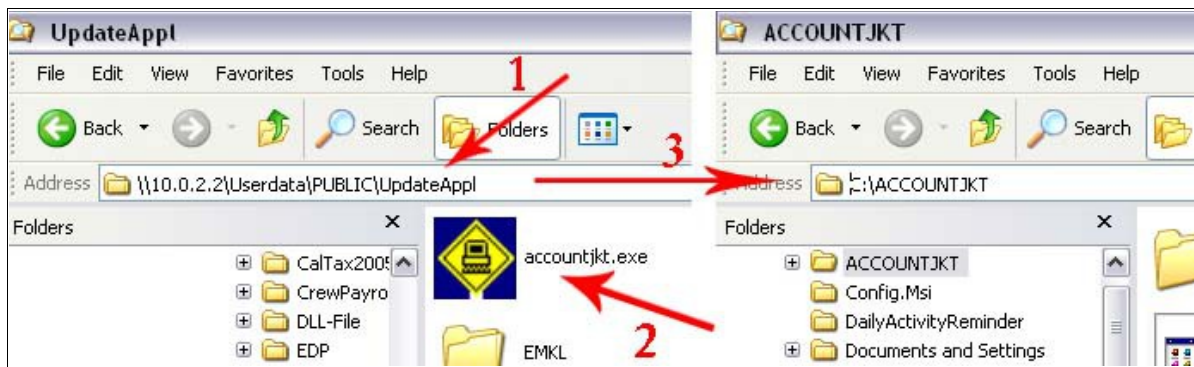 UpdateAppl
File Edit View Favorites Tools Help
1
Back Search Folders
Address \\10.0.2.2\Userdata\PUBLIC\UpdateAppl
Folders
CalTax2005
CrewPayro
DLL-File
EDP
accountjkt.exe
EMKL
2
3
ACCOUNTJKT
File Edit View Favorites Tools Help
Back Search
Address C:\ACCOUNTJKT
Folders
ACCOUNTJKT
Config.Msi
DailyActivityReminder
Documents and Settings